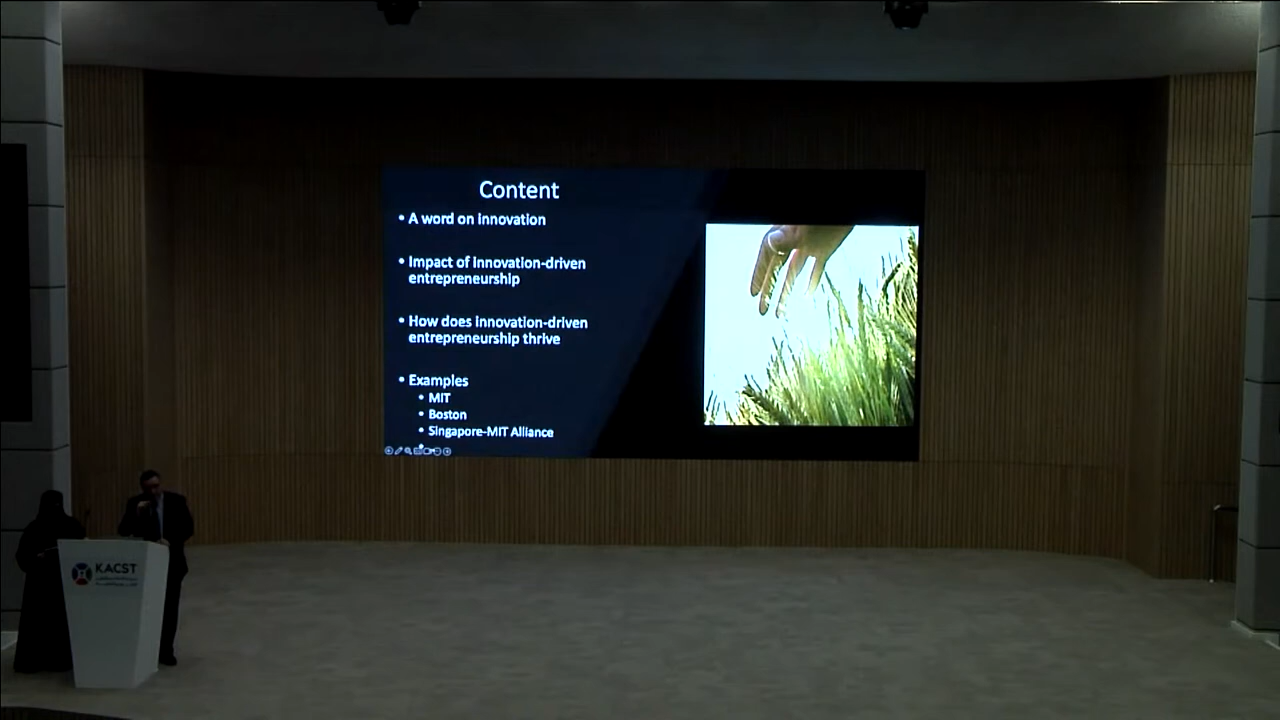 Content
• A word on innovation
• Impact of innovation-driven
entrepreneurship
• How does innovation-driven
entrepreneurship thrive
• Examples
• MIT
• Boston
• Singapore-MIT Alliance
KACST